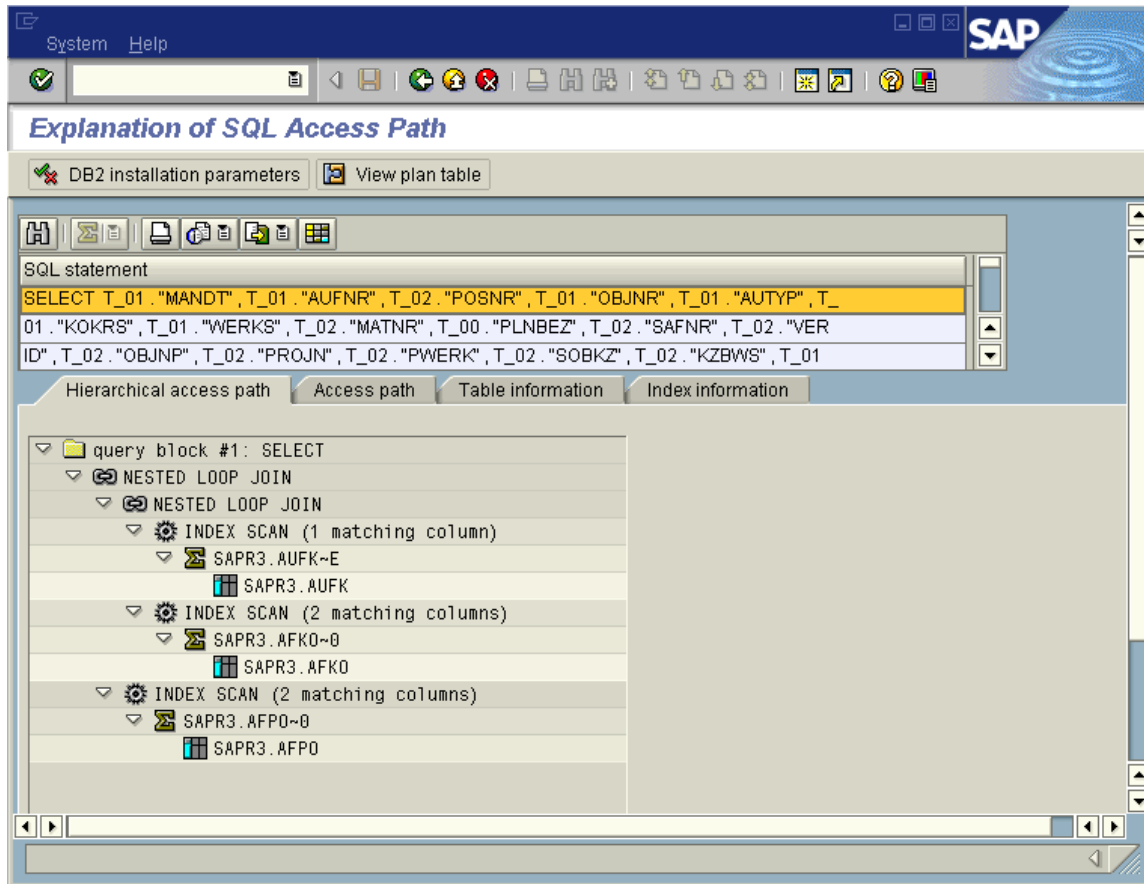 System Help
SAP
Explanation of SQL Access Path
DB2 installation parameters View plan table
SQL statement
SELECT T_01 ."MANDT" , T_01 ."AUFNR" , T_02 ."POSNR" , T_01 ."OBJNR" , T_01 ."AUTYP" , T_
01 ."KOKRS" , T_01 ."WERKS" , T_02 ."MATNR" , T_00 ."PLNBEZ" , T_02 ."SAFNR" , T_02 ."VER
ID" , T_02 ."OBJNP" , T_02 ."PROJN" , T_02 ."PWERK" , T_02 ."SOBKZ" , T_02 ."KZBWS" , T_01
Hierarchical access path Access path Table information Index information
query block #1: SELECT
NESTED LOOP JOIN
NESTED LOOP JOIN
INDEX SCAN (1 matching column)
SAPR3.AUFK~E
SAPR3.AUFK
INDEX SCAN (2 matching columns)
SAPR3.AFKO~0
SAPR3.AFKO
INDEX SCAN (2 matching columns)
SAPR3.AFPO~0
SAPR3.AFPO